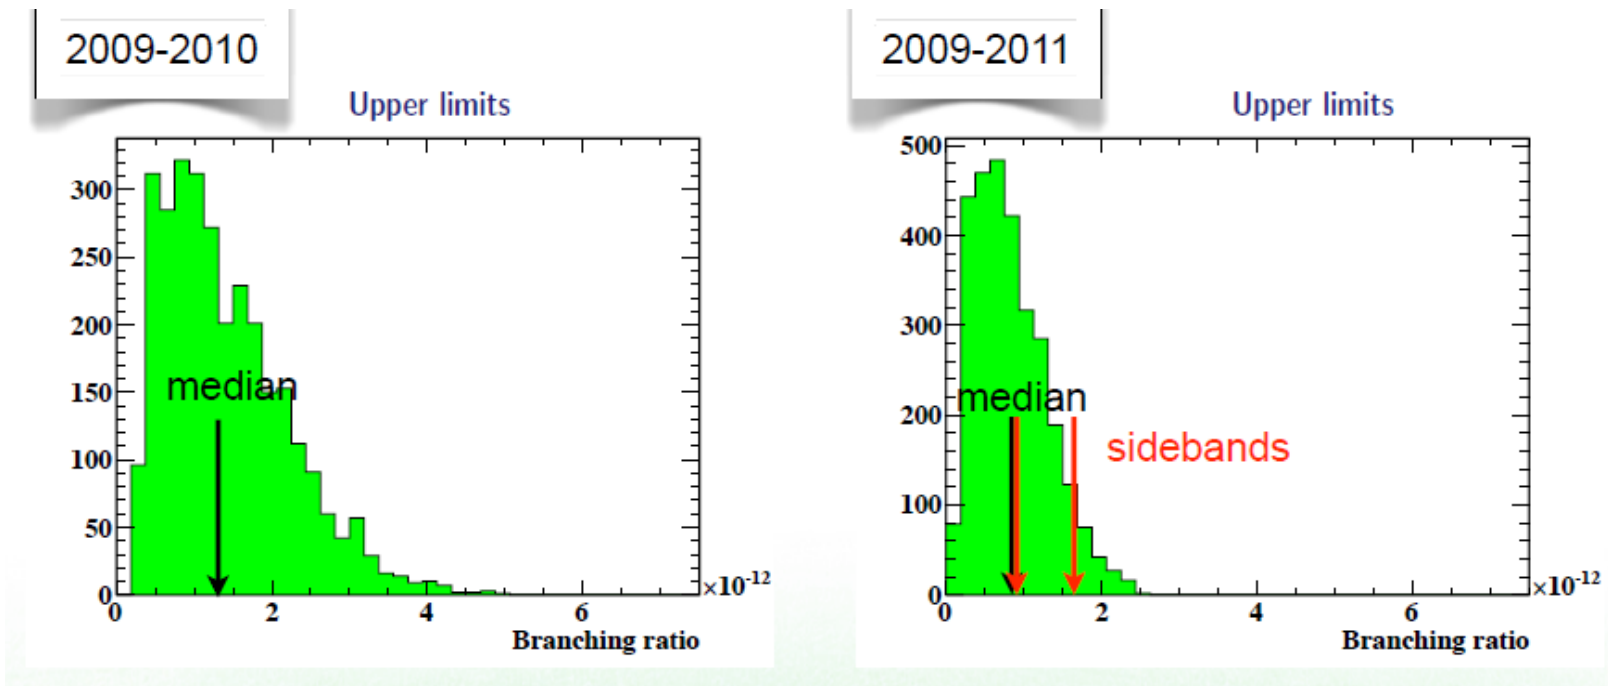 2009-2010
Upper limits
300
250
200
150
100
50
0
median
0 2 4 6
×10-12
Branching ratio
2009-2011
Upper limits
500
400
300
200
100
0
median
sidebands
0 2 4 6
×10-12
Branching ratio